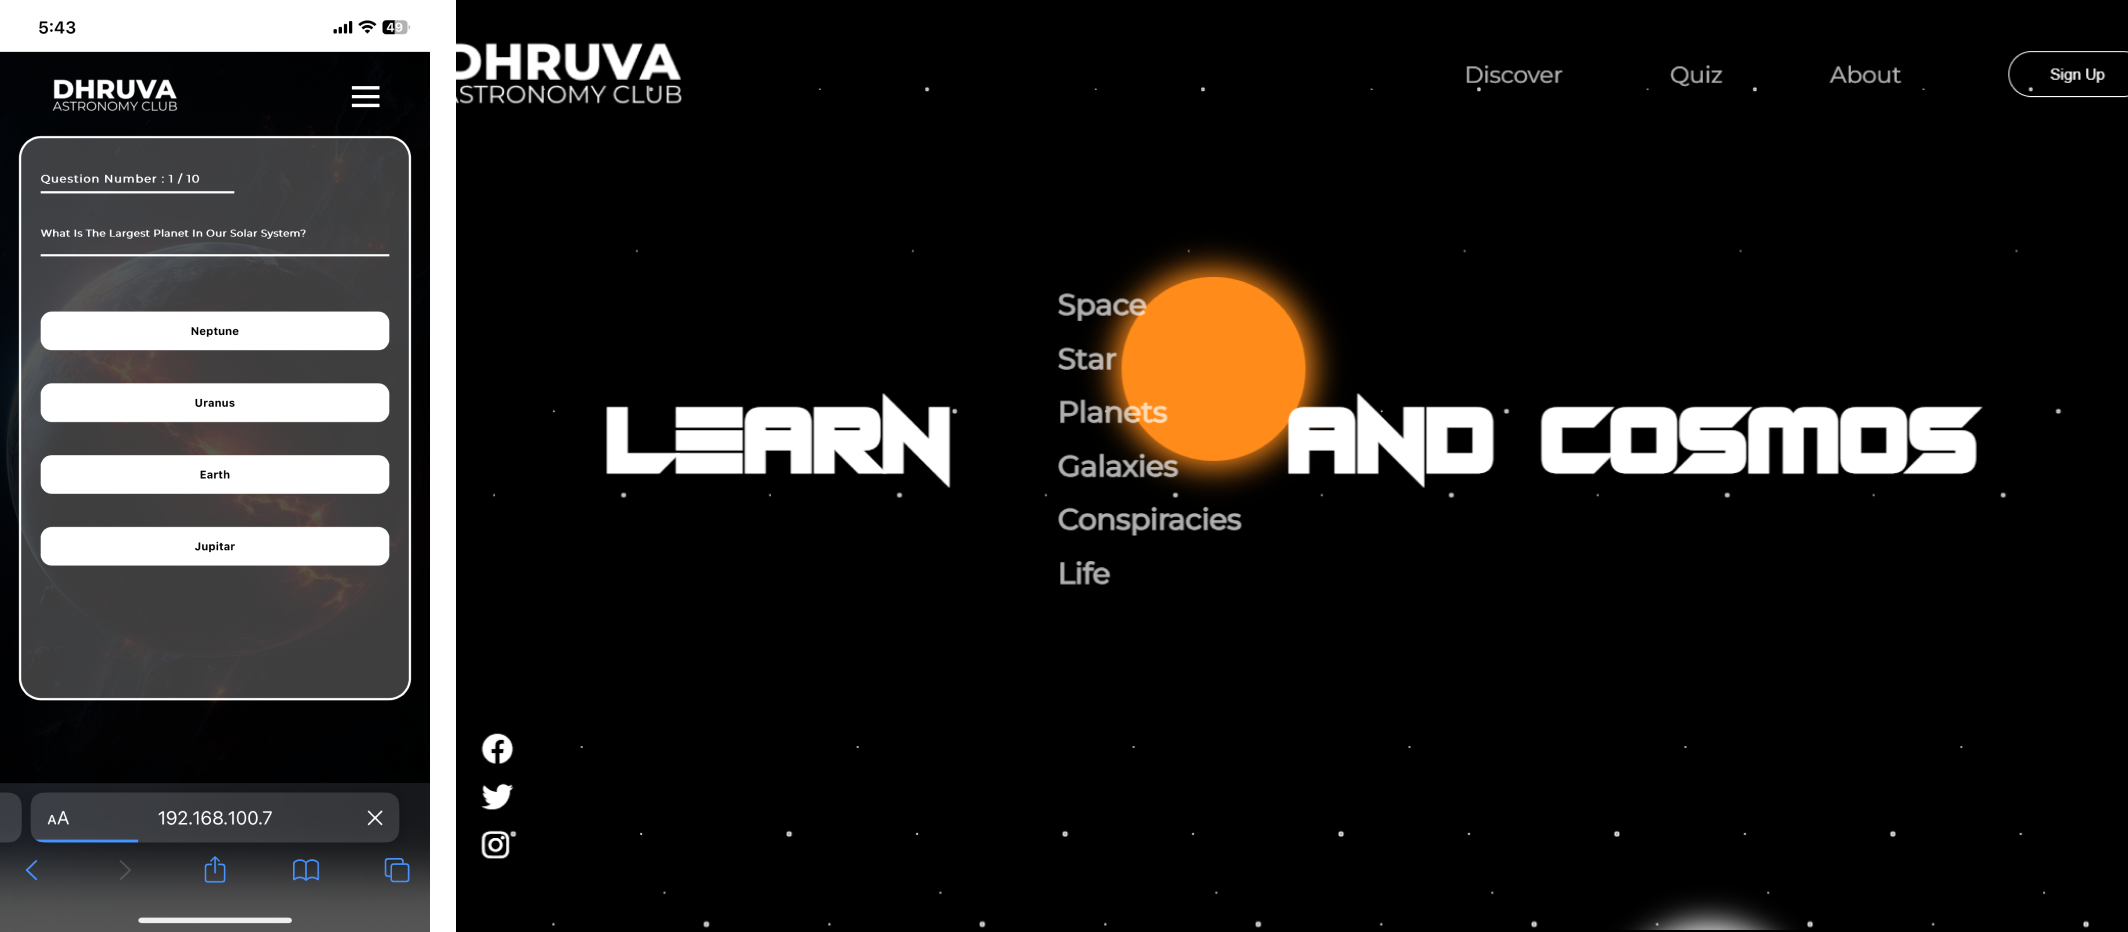 5:43
49
DHRUVA
ASTRONOMY CLUB
Question Number : 1 / 10
What Is The Largest Planet In Our Solar System?
Neptune
Uranus
Earth
Jupitar
AA
192.168.100.7
DHRUVA
ASTRONOMY CLUB
Discover
Quiz
About
Sign Up
Space
Star
Planets
Galaxies
Conspiracies
Life
LEARN AND COSMOS